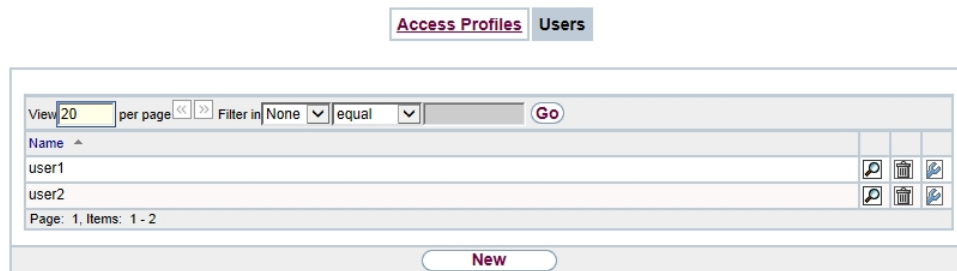 Access Profiles Users
View 20 per page « » Filter in None equal Go
Name
user1
user2
Page: 1, Items: 1 - 2
New